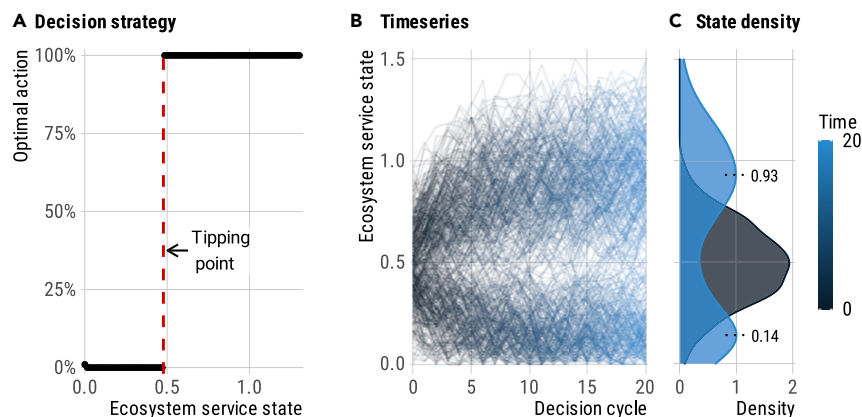 A Decision strategy
Optimal action
100%
75%
50%
25%
0%
Tipping
point
0.0
0.5
1.0
Ecosystem service state
B Timeseries
Ecosystem service state
1.5
1.0
0.5
0.0
0
5
10
15
20
Decision cycle
C State density
0.93
0.14
0
1
2
Density
Time
20
0